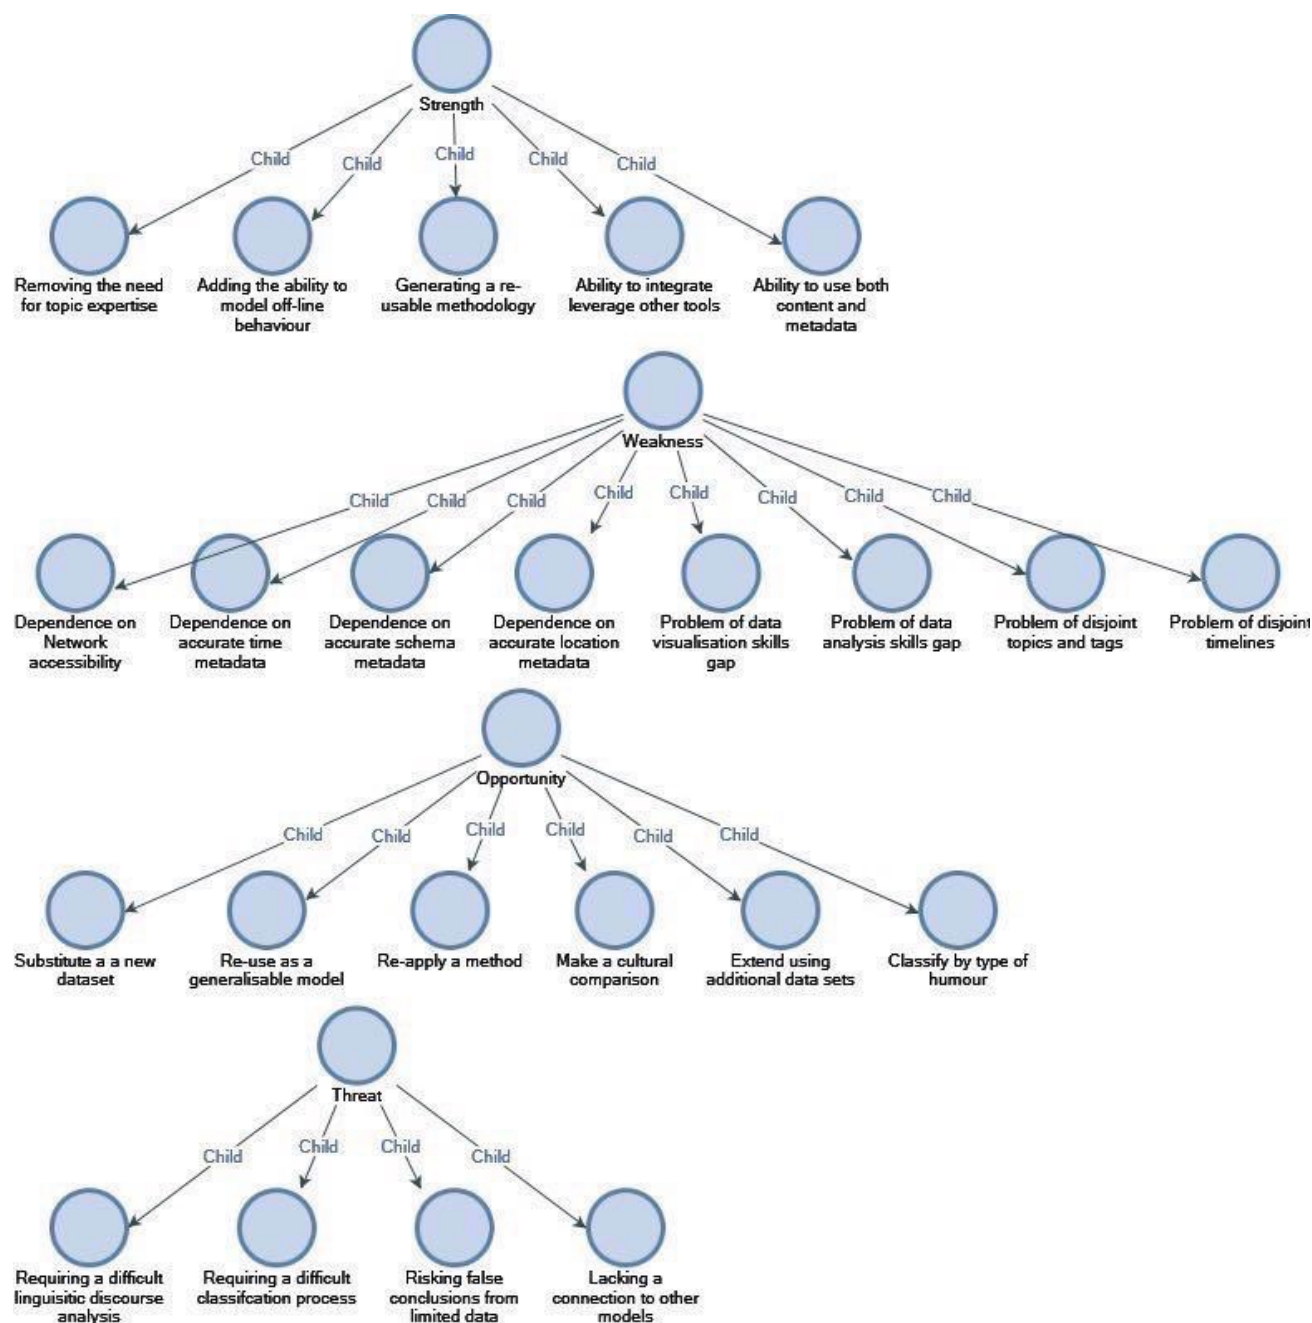 Strength
Child
Child
Child
Child
Child
Removing the need
for topic expertise
Adding the ability to
model off-line
behaviour
Generating a re-
usable methodology
Ability to integrate
leverage other tools
Ability to use both
content and
metadata
Weakness
Child
Child
Child
Child
Child
Child
Child
Child
Dependence on
Network
accessibility
Dependence on
accurate time
metadata
Dependence on
accurate schema
metadata
Dependence on
accurate location
metadata
Problem of data
visualisation skills
gap
Problem of data
analysis skills gap
Problem of disjoint
topics and tags
Problem of disjoint
timelines
Opportunity
Child
Child
Child
Child
Child
Child
Substitute a a new
dataset
Re-use as a
generalisable model
Re-apply a method
Make a cultural
comparison
Extend using
additional data sets
Classify by type of
humour
Threat
Child
Child
Child
Child
Requiring a difficult
linguisitic discourse
analysis
Requiring a difficult
classifcation process
Risking false
conclusions from
limited data
Lacking a
connection to other
models